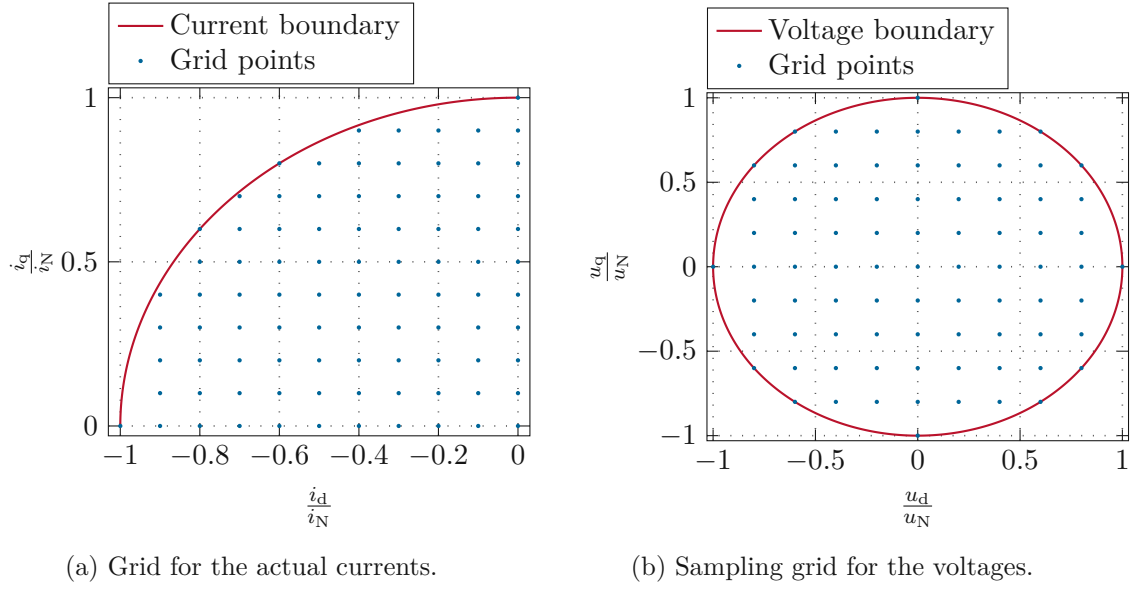 Current boundary
Grid points
1
0.5
0
i_q/i_N
−1 −0.8 −0.6 −0.4 −0.2 0
i_d/i_N
(a) Grid for the actual currents.
Voltage boundary
Grid points
1
0.5
0
−0.5
−1
u_q/u_N
−1 −0.5 0 0.5 1
u_d/u_N
(b) Sampling grid for the voltages.